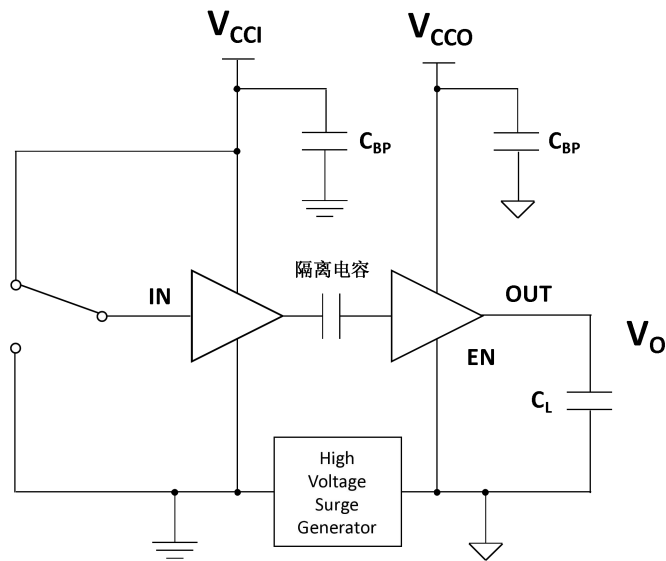 VCCI
VCCO
CBP
CBP
隔离电容
IN
OUT
VO
EN
CL
High
Voltage
Surge
Generator